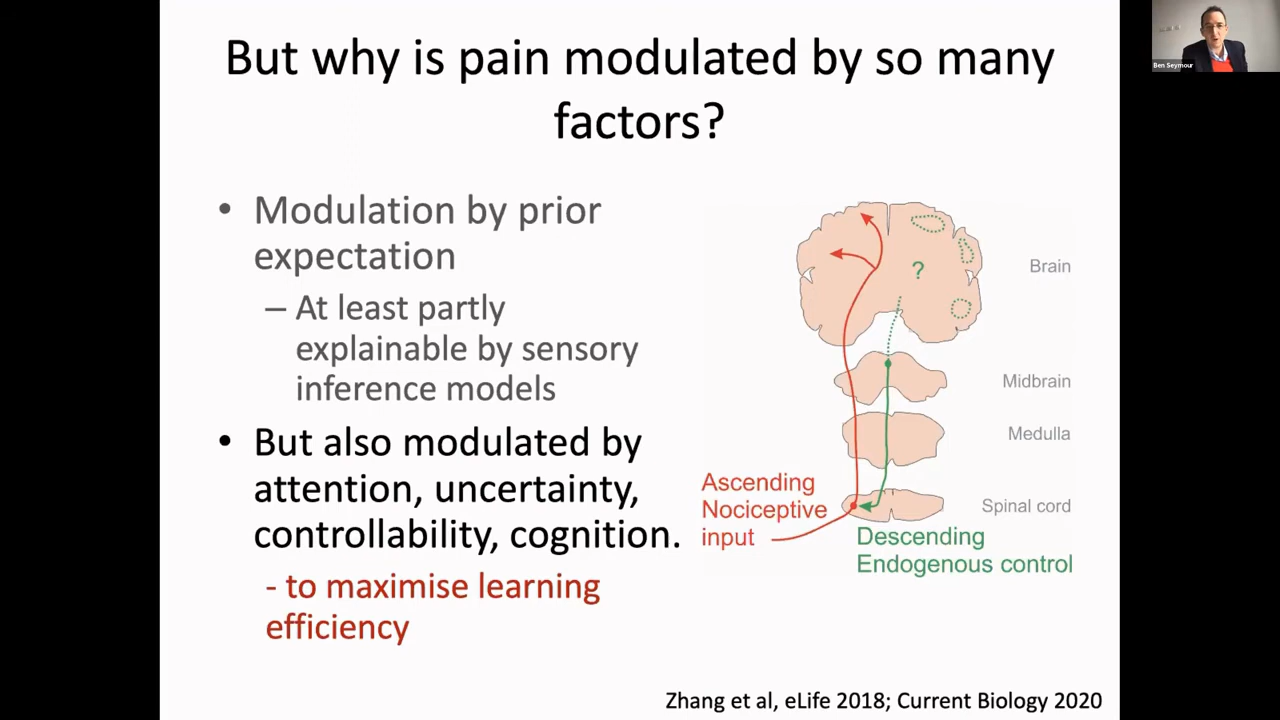 But why is pain modulated by so many
factors?
• Modulation by prior
expectation
– At least partly
explainable by sensory
inference models
• But also modulated by
attention, uncertainty,
controllability, cognition.
- to maximise learning
efficiency
?
Brain
Midbrain
Medulla
Spinal cord
Ascending
Nociceptive
input
Descending
Endogenous control
Zhang et al, eLife 2018; Current Biology 2020
Ben Seymour